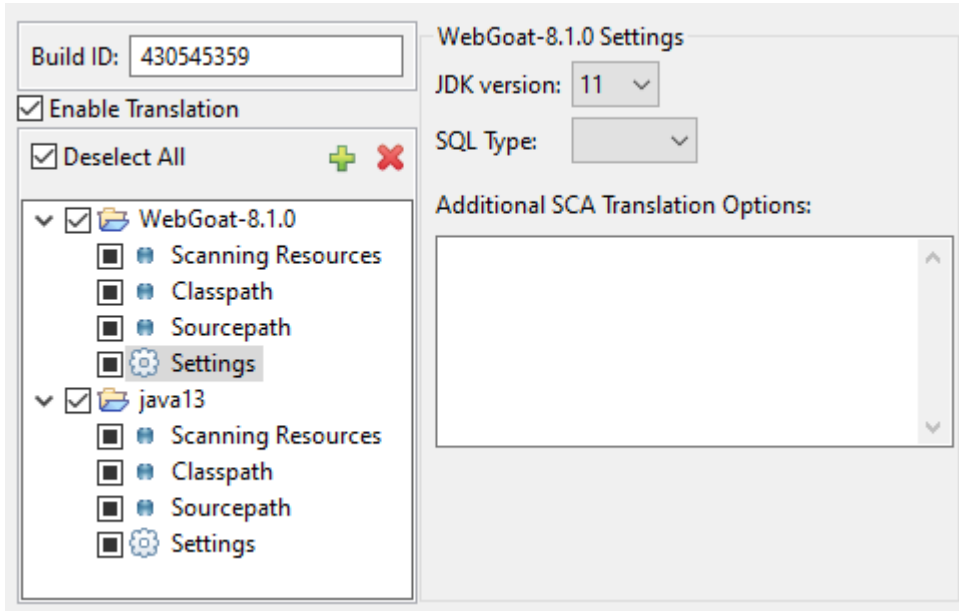 Build ID: 430545359
Enable Translation
Deselect All
WebGoat-8.1.0
Scanning Resources
Classpath
Sourcepath
Settings
java13
Scanning Resources
Classpath
Sourcepath
Settings
WebGoat-8.1.0 Settings
JDK version: 11
SQL Type:
Additional SCA Translation Options: